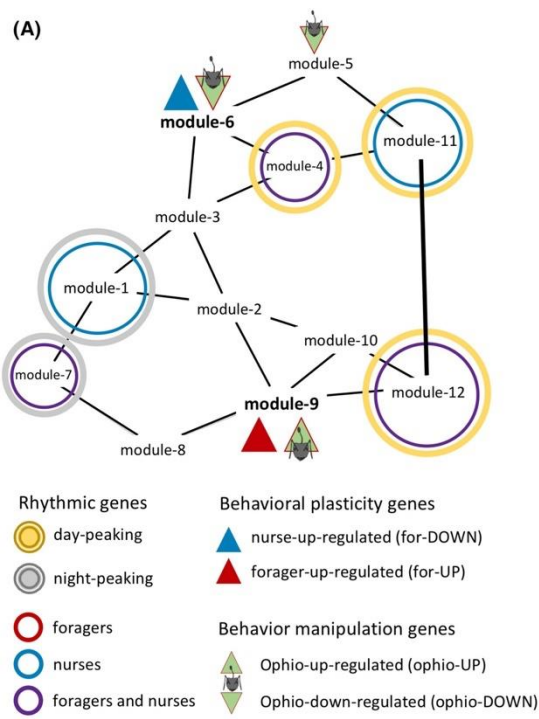 (A)
module-5
module-6
module-11
module-4
module-3
module-1
module-2
module-10
module-7
module-12
module-9
module-8
Rhythmic genes
day-peaking
night-peaking
foragers
nurses
foragers and nurses
Behavioral plasticity genes
nurse-up-regulated (for-DOWN)
forager-up-regulated (for-UP)
Behavior manipulation genes
Ophio-up-regulated (ophio-UP)
Ophio-down-regulated (ophio-DOWN)